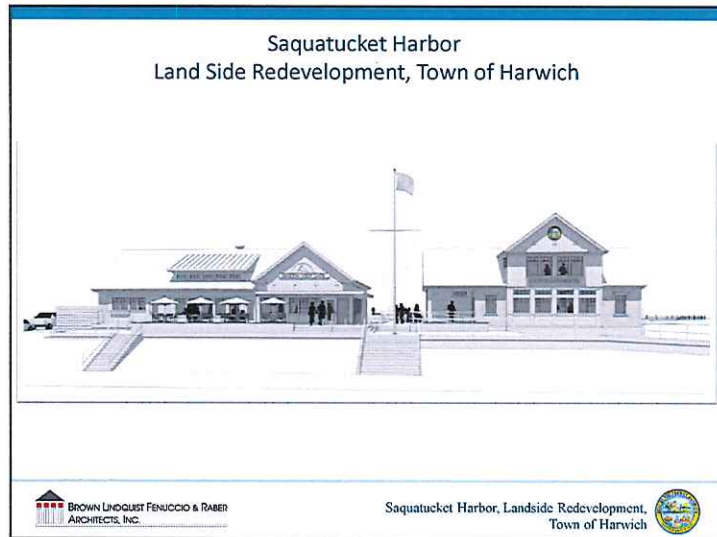 Saquatucket Harbor
Land Side Redevelopment, Town of Harwich
BROWN LINDQUIST FENUCCIO & RABER
ARCHITECTS, INC.
Saquatucket Harbor, Landside Redevelopment,
Town of Harwich